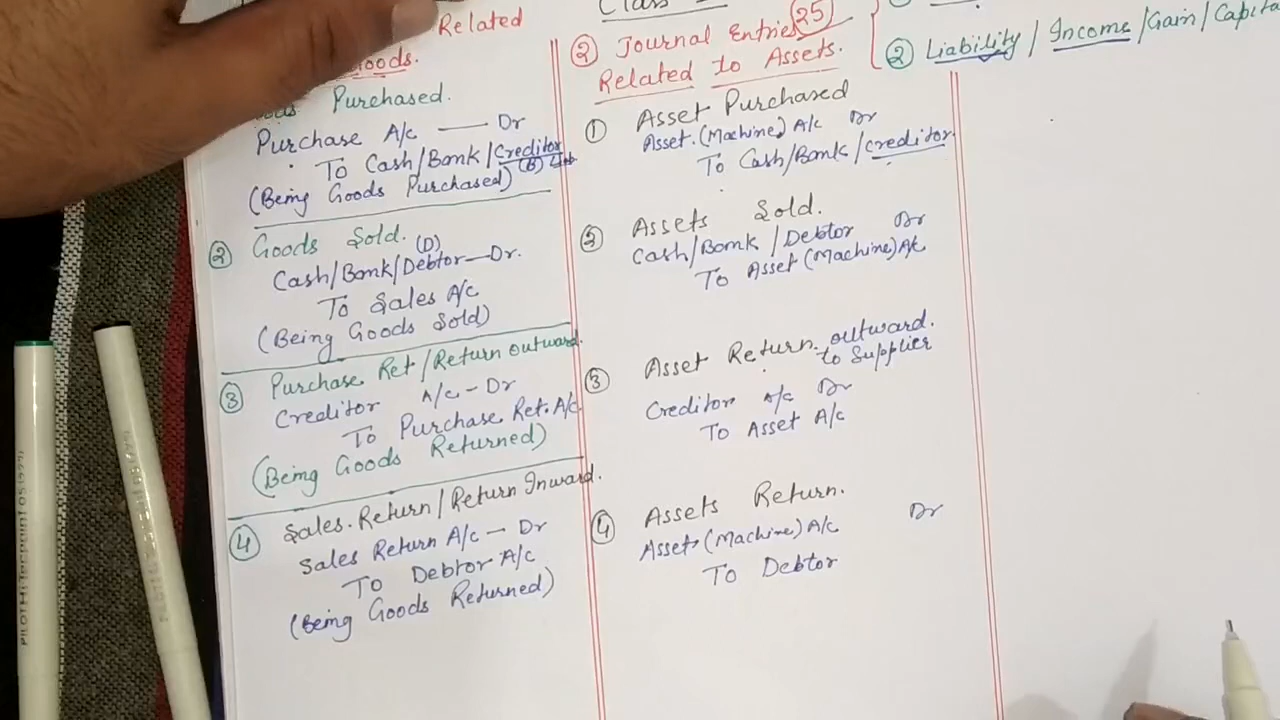 Class
Related
Goods.
Purchased.
Purchase A/c — Dr
To Cash/Bank/Creditor
(Being Goods Purchased)
② Goods Sold.
(D)
Cash/Bank/Debtor—Dr.
To Sales A/c
(Being Goods Sold)
③ Purchase Ret/Return outward.
Creditor A/c - Dr
To Purchase Ret. A/c.
(Being Goods Returned)
④ Sales Return/Return Inward.
Sales Return A/c — Dr
To Debtor A/c
(Being Goods Returned)
② Journal Entries 25
Related to Assets.
① Asset Purchased
Asset (Machine) A/c Dr
To Cash/Bank/creditor
② Assets Sold.
Cash/Bank/Debtor Dr
To Asset (Machine) A/c
③ Asset Return outward.
to Supplier
Creditor A/c Dr
To Asset A/c
④ Assets Return.
Asset (Machine) A/c Dr
To Debtor
② Liability / Income/Gain/Capita
PILOT Hi-Tecpoint 05